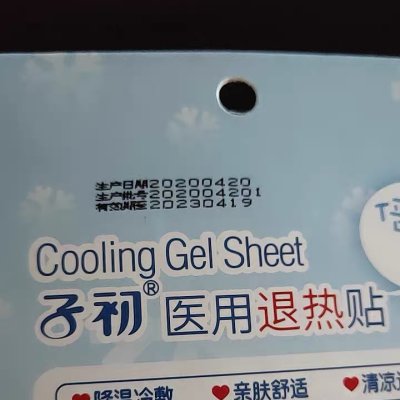 生产日期20200420
生产批号2020042​01
有效期至20230419
Cooling Gel Sheet
子初®医用退热贴
降温冷敷 亲肤舒适 清凉